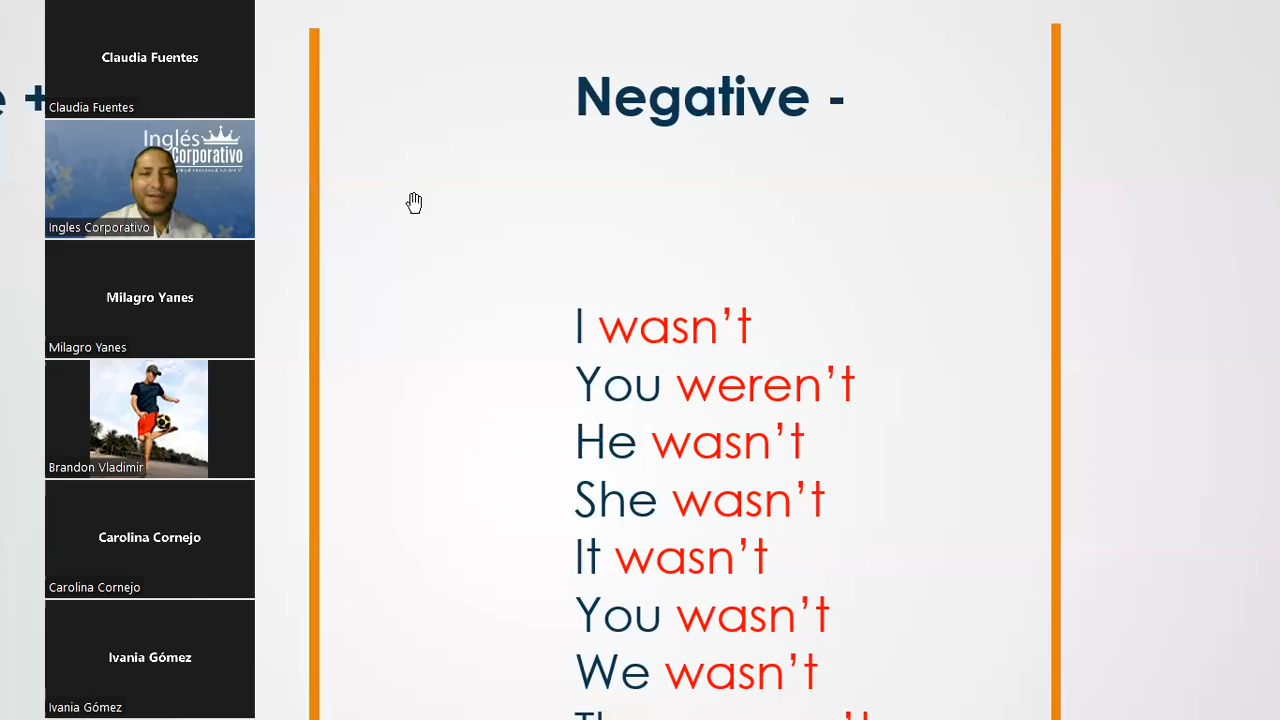 Claudia Fuentes
Claudia Fuentes
Inglés
Corporativo
Ingles Corporativo
Milagro Yanes
Milagro Yanes
Brandon Vladimir
Carolina Cornejo
Carolina Cornejo
Ivania Gómez
Ivania Gómez
e +
Negative -
I wasn’t
You weren’t
He wasn’t
She wasn’t
It wasn’t
You wasn’t
We wasn’t